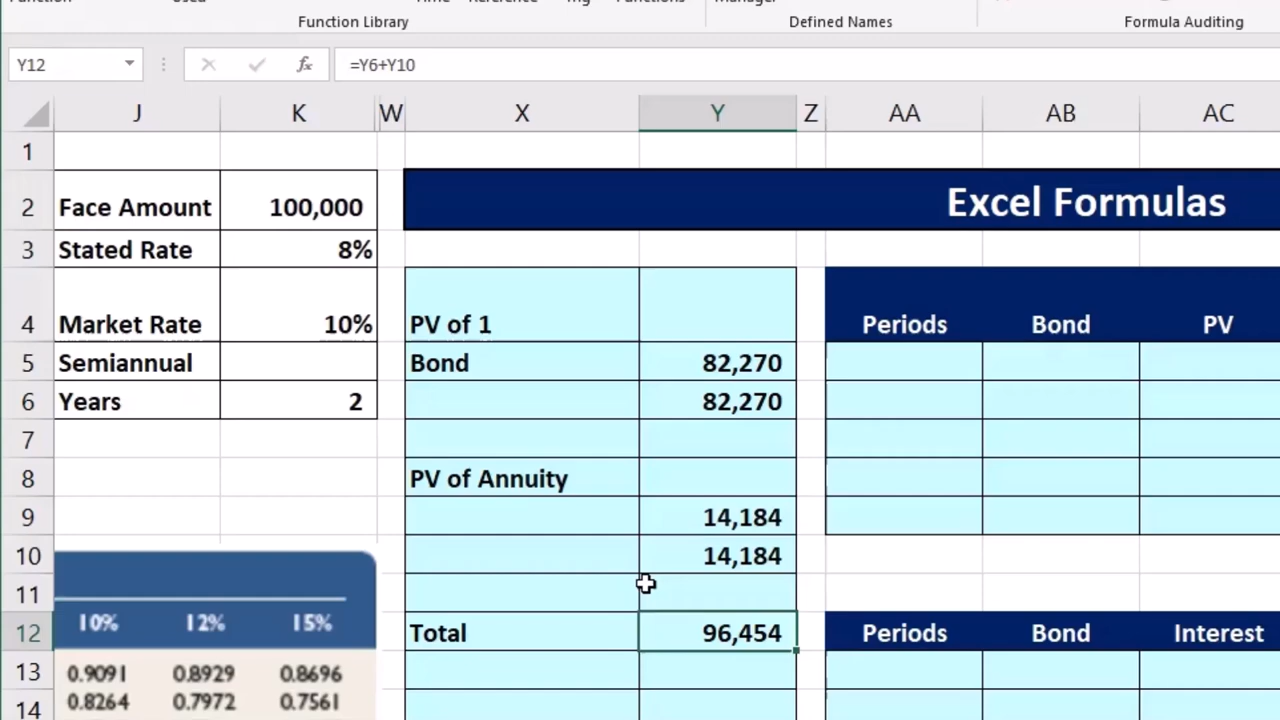 Function Library
Defined Names
Formula Auditing
Y12 fx =Y6+Y10
J K W X Y Z AA AB AC
1
2 Face Amount 100,000 Excel Formulas
3 Stated Rate 8%
4 Market Rate 10% PV of 1 Periods Bond PV
5 Semiannual Bond 82,270
6 Years 2 82,270
7
8 PV of Annuity
9 14,184
10 14,184
11
12 Total 96,454 Periods Bond Interest
13
14
10% 12% 15%
0.9091 0.8929 0.8696
0.8264 0.7972 0.7561